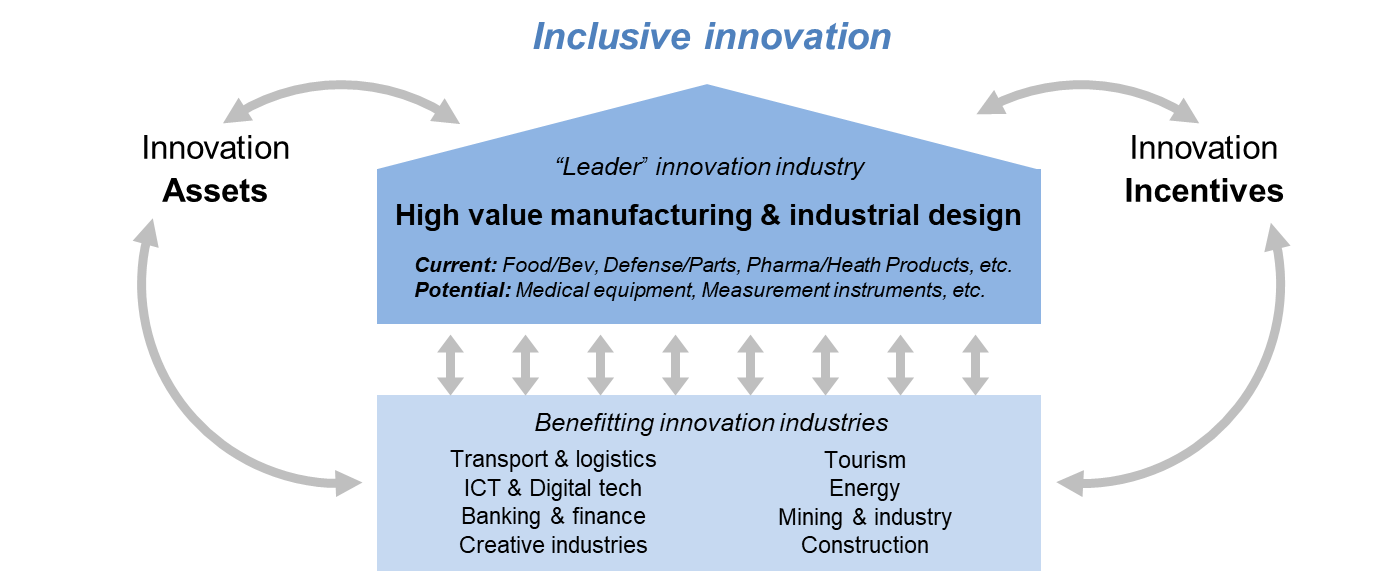 Inclusive innovation
Innovation
Assets
Innovation
Incentives
“Leader” innovation industry
High value manufacturing & industrial design
Current: Food/Bev, Defense/Parts, Pharma/Heath Products, etc.
Potential: Medical equipment, Measurement instruments, etc.
Benefitting innovation industries
Transport & logistics
ICT & Digital tech
Banking & finance
Creative industries
Tourism
Energy
Mining & industry
Construction